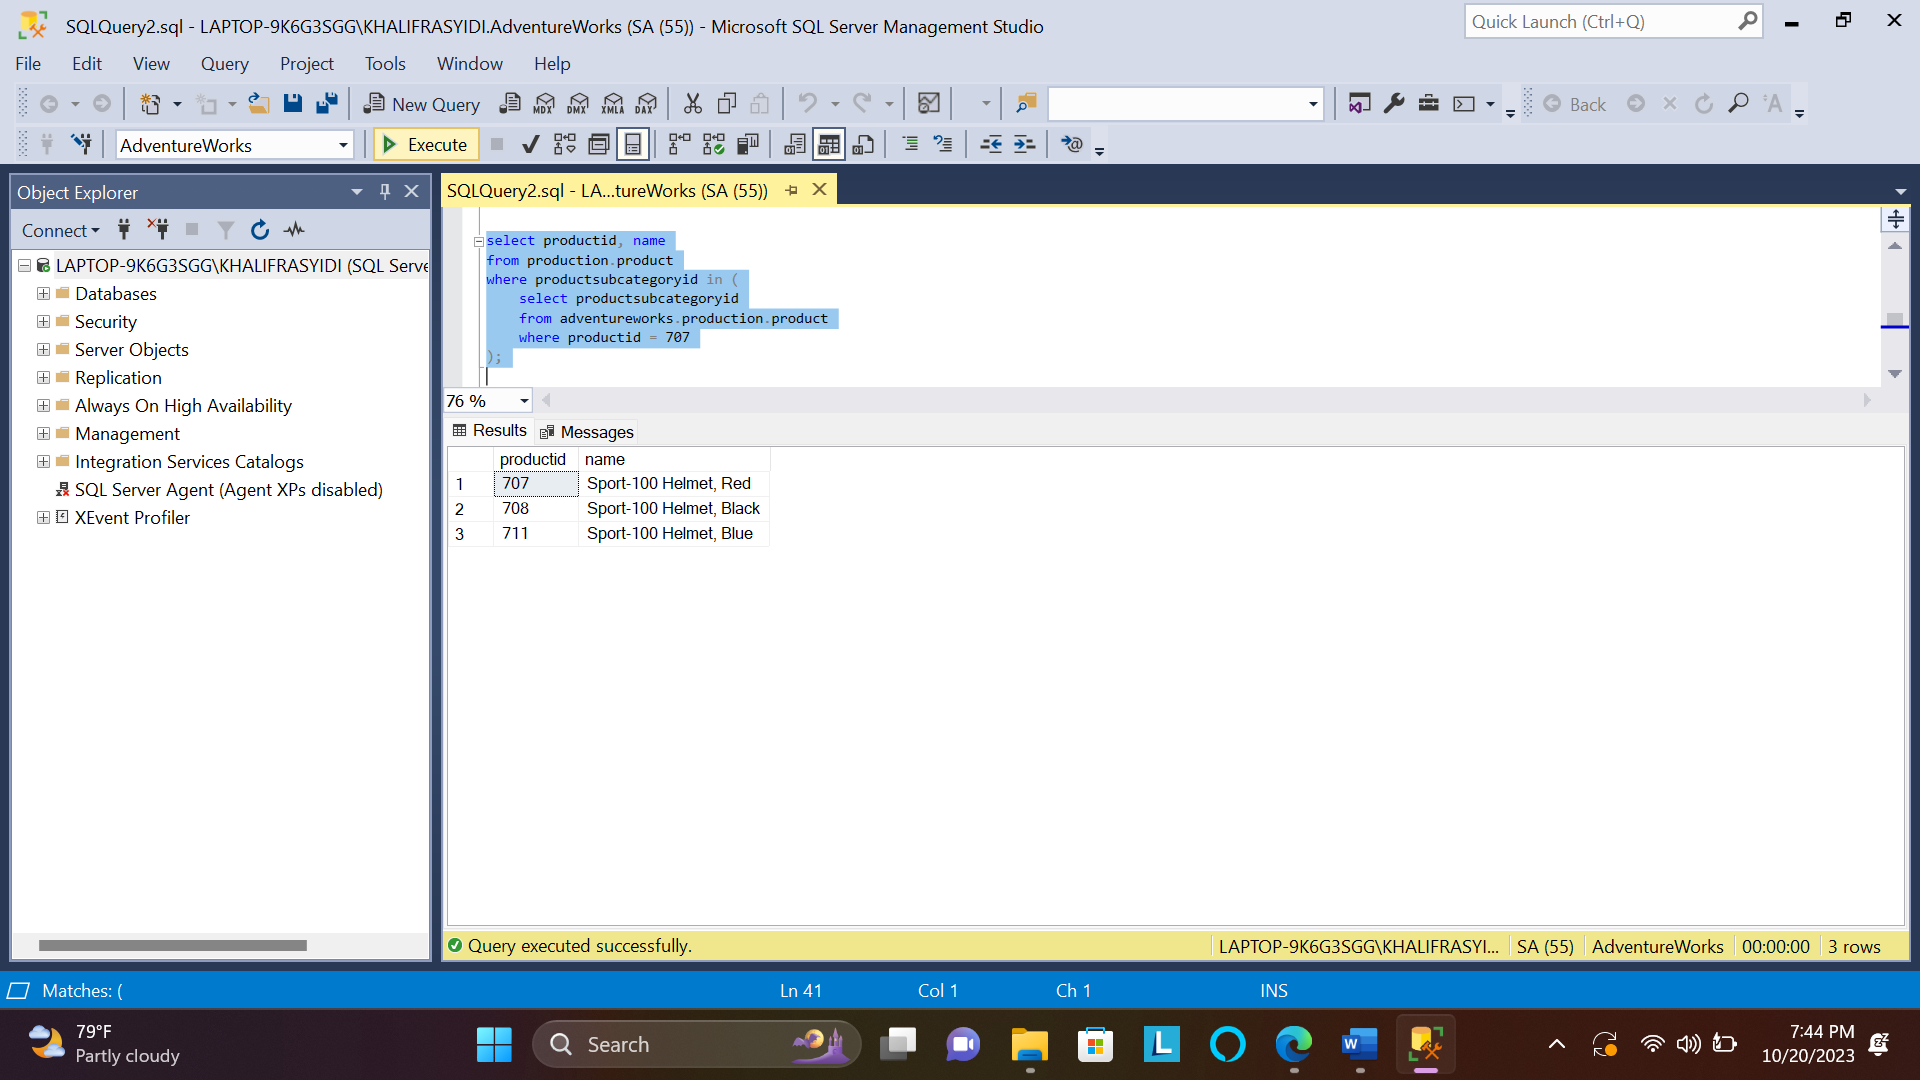 SQLQuery2.sql - LAPTOP-9K6G3SGG\KHALIFRASYIDI.AdventureWorks (SA (55)) - Microsoft SQL Server Management Studio
Quick Launch (Ctrl+Q)
File Edit View Query Project Tools Window Help
New Query MDX DMX XMLA DAX Back
AdventureWorks Execute
Object Explorer
Connect
LAPTOP-9K6G3SGG\KHALIFRASYIDI (SQL Serve
Databases
Security
Server Objects
Replication
Always On High Availability
Management
Integration Services Catalogs
SQL Server Agent (Agent XPs disabled)
XEvent Profiler
SQLQuery2.sql - LA...tureWorks (SA (55))
select productid, name
from production.product
where productsubcategoryid in (
select productsubcategoryid
from adventureworks.production.product
where productid = 707
);
76 %
Results Messages
productid name
1 707 Sport-100 Helmet, Red
2 708 Sport-100 Helmet, Black
3 711 Sport-100 Helmet, Blue
Query executed successfully. LAPTOP-9K6G3SGG\KHALIFRASYI... SA (55) AdventureWorks 00:00:00 3 rows
Matches: ( Ln 41 Col 1 Ch 1 INS
79°F
Partly cloudy
Search
7:44 PM
10/20/2023